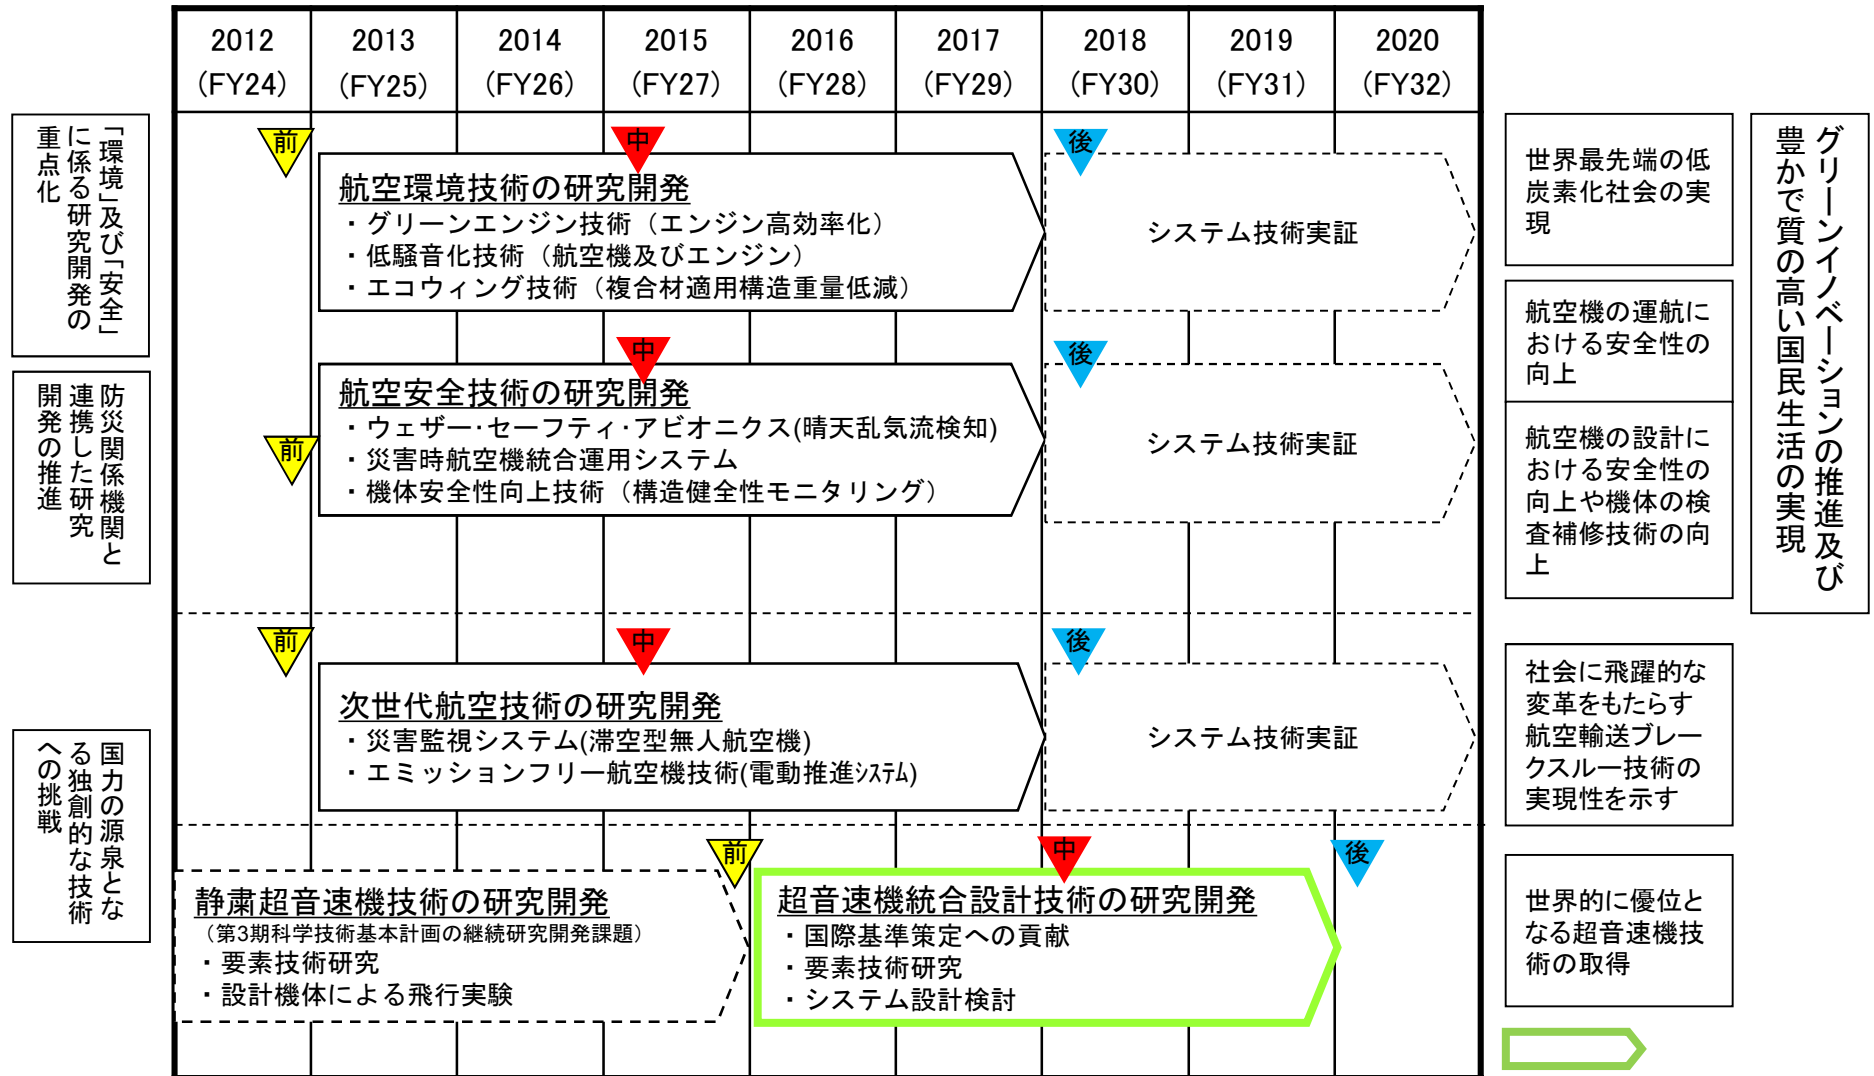 2012
(FY24)
2013
(FY25)
2014
(FY26)
2015
(FY27)
2016
(FY28)
2017
(FY29)
2018
(FY30)
2019
(FY31)
2020
(FY32)
「環境」及び「安全」
に係る研究開発の
重点化
防災関係機関と
連携した研究
開発の推進
国力の源泉とな
る独創的な技術
への挑戦
前
中
後
航空環境技術の研究開発
・グリーンエンジン技術（エンジン高効率化）
・低騒音化技術（航空機及びエンジン）
・エコウィング技術（複合材適用構造重量低減）
システム技術実証
中
後
前
航空安全技術の研究開発
・ウェザー・セーフティ・アビオニクス(晴天乱気流検知)
・災害時航空機統合運用システム
・機体安全性向上技術（構造健全性モニタリング）
システム技術実証
前
中
後
次世代航空技術の研究開発
・災害監視システム(滞空型無人航空機)
・エミッションフリー航空機技術(電動推進ｼｽﾃﾑ)
システム技術実証
前
中
後
静粛超音速機技術の研究開発
（第3期科学技術基本計画の継続研究開発課題）
・要素技術研究
・設計機体による飛行実験
超音速機統合設計技術の研究開発
・国際基準策定への貢献
・要素技術研究
・システム設計検討
世界最先端の低
炭素化社会の実
現
航空機の運航に
おける安全性の
向上
航空機の設計に
おける安全性の
向上や機体の検
査補修技術の向
上
社会に飛躍的な
変革をもたらす
航空輸送ブレー
クスルー技術の
実現性を示す
世界的に優位と
なる超音速機技
術の取得
グリーンイノベーションの推進及び
豊かで質の高い国民生活の実現